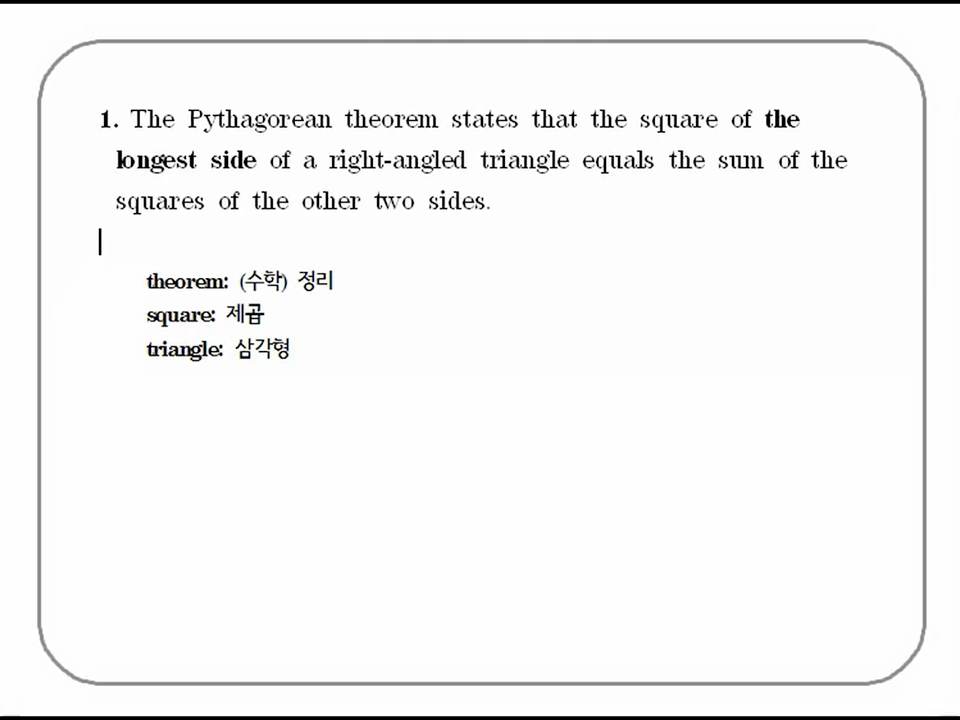 1. The Pythagorean theorem states that the square of the
longest side of a right-angled triangle equals the sum of the
squares of the other two sides.
theorem: (수학) 정리
square: 제곱
triangle: 삼각형